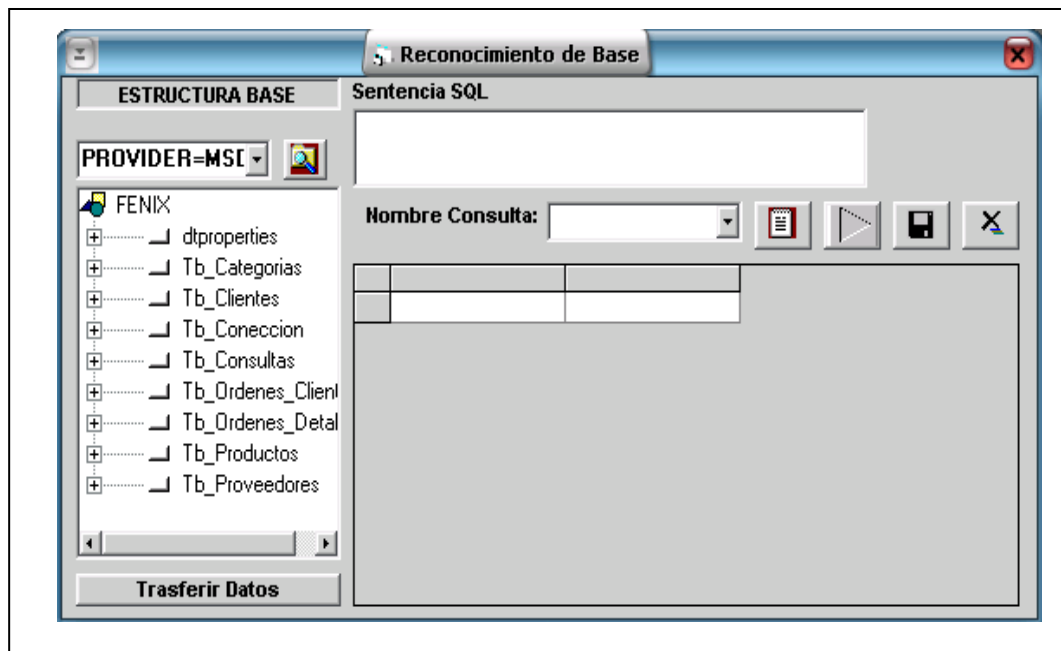 Reconocimiento de Base
ESTRUCTURA BASE
PROVIDER=MSD
FENIX
dtproperties
Tb_Categorias
Tb_Clientes
Tb_Coneccion
Tb_Consultas
Tb_Ordenes_Client
Tb_Ordenes_Detal
Tb_Productos
Tb_Proveedores
Trasferir Datos
Sentencia SQL
Nombre Consulta: